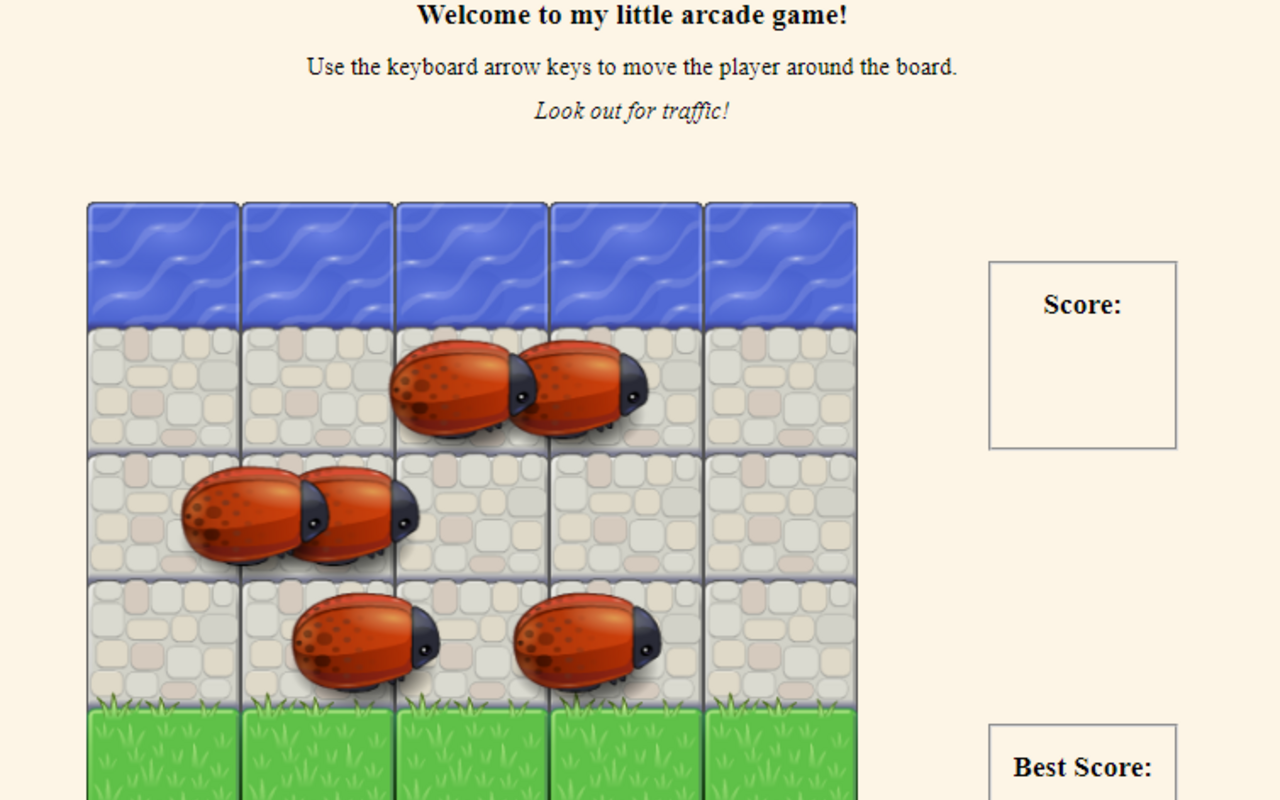 Welcome to my little arcade game!
Use the keyboard arrow keys to move the player around the board.
Look out for traffic!
Score:
Best Score: